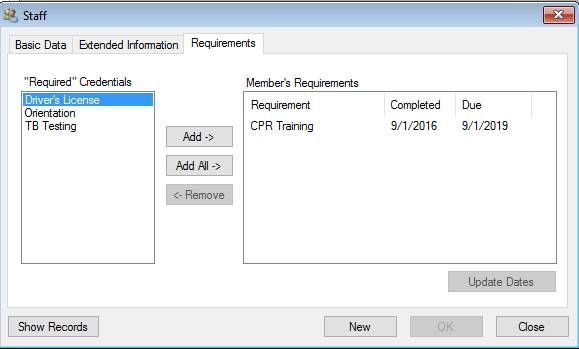 Staff
Basic Data Extended Information Requirements
"Required" Credentials
Driver's License
Orientation
TB Testing
Add ->
Add All ->
<- Remove
Member's Requirements
Requirement Completed Due
CPR Training 9/1/2016 9/1/2019
Update Dates
Show Records New OK Close